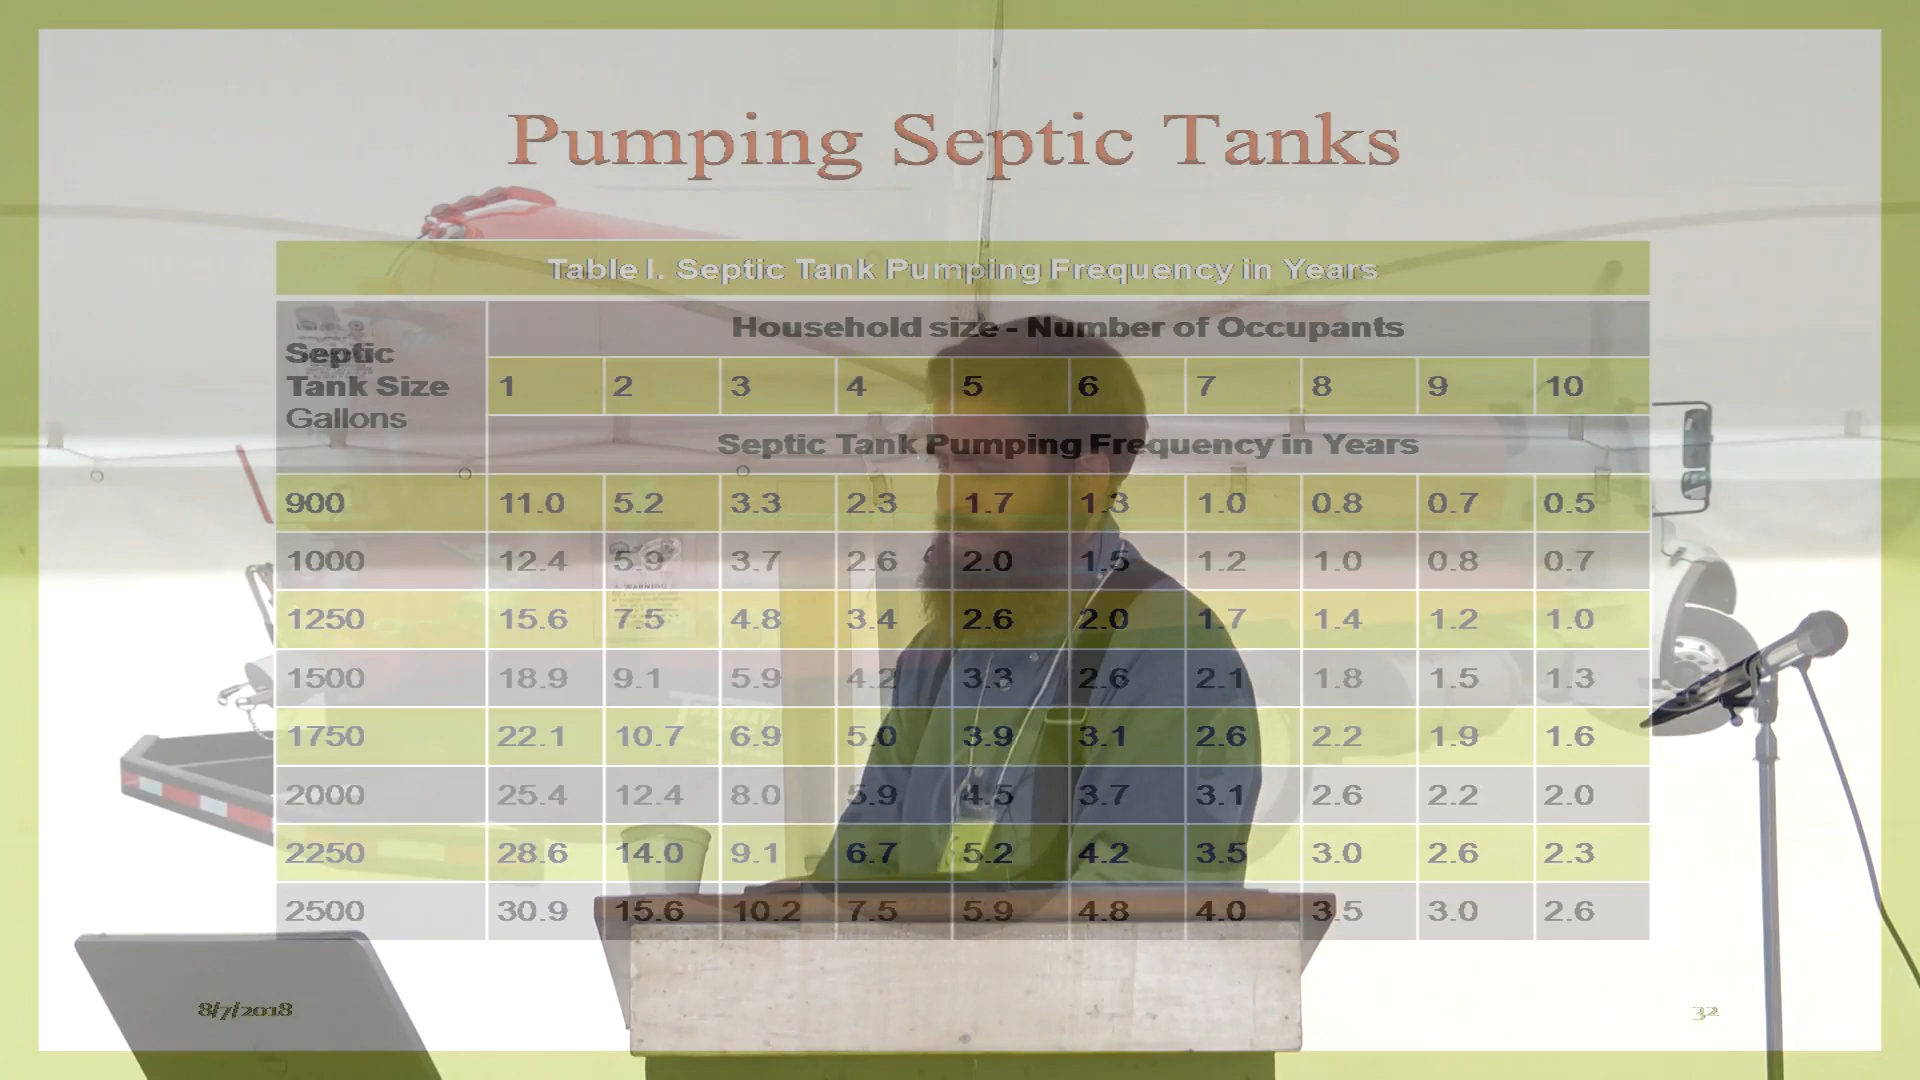 Pumping Septic Tanks
Table I. Septic Tank Pumping Frequency in Years
Septic Tank Size Gallons
Household size - Number of Occupants
1 2 3 4 5 6 7 8 9 10
Septic Tank Pumping Frequency in Years
900 11.0 5.2 3.3 2.3 1.7 1.3 1.0 0.8 0.7 0.5
1000 12.4 5.9 3.7 2.6 2.0 1.5 1.2 1.0 0.8 0.7
1250 15.6 7.5 4.8 3.4 2.6 2.0 1.7 1.4 1.2 1.0
1500 18.9 9.1 5.9 4.2 3.3 2.6 2.1 1.8 1.5 1.3
1750 22.1 10.7 6.9 5.0 3.9 3.1 2.6 2.2 1.9 1.6
2000 25.4 12.4 8.0 5.9 4.5 3.7 3.1 2.6 2.2 2.0
2250 28.6 14.0 9.1 6.7 5.2 4.2 3.5 3.0 2.6 2.3
2500 30.9 15.6 10.2 7.5 5.9 4.8 4.0 3.5 3.0 2.6
WARNING
8/7/2018
32